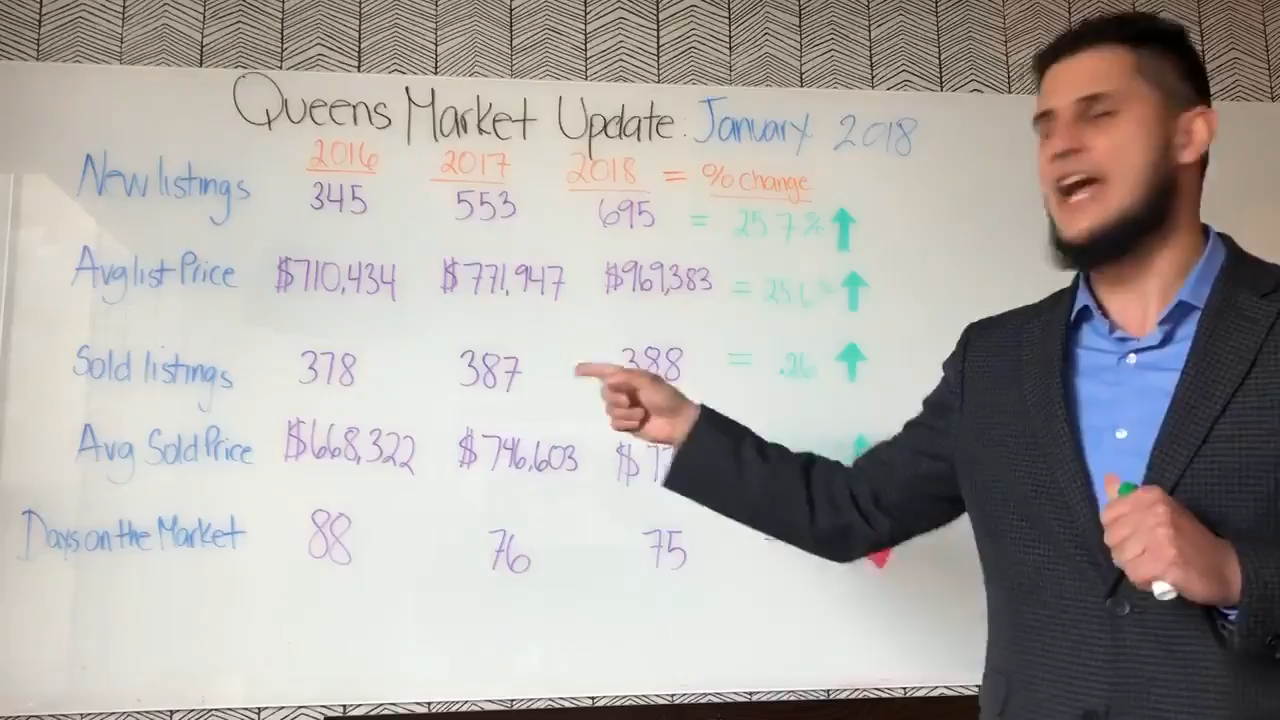 Queens Market Update: January 2018
2016 2017 2018 = % change
New listings 345 553 695 = 25.7%
Avg list Price $710,434 $771,947 $969,383 =
Sold listings 378 387 388 = .26
Avg Sold Price $668,322 $746,603 $
Days on the Market 88 76 75